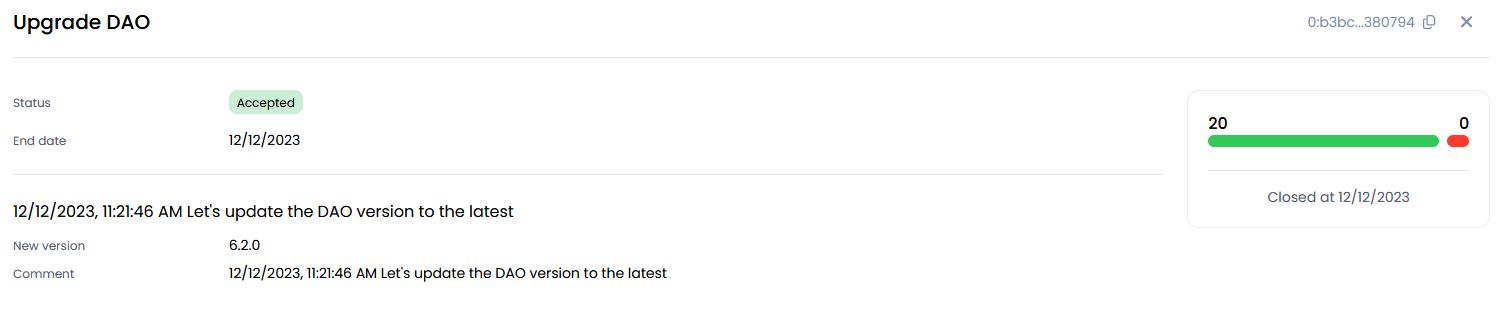 Upgrade DAO
0:b3bc...380794
Status
Accepted
End date
12/12/2023
20
0
Closed at 12/12/2023
12/12/2023, 11:21:46 AM Let's update the DAO version to the latest
New version
6.2.0
Comment
12/12/2023, 11:21:46 AM Let's update the DAO version to the latest